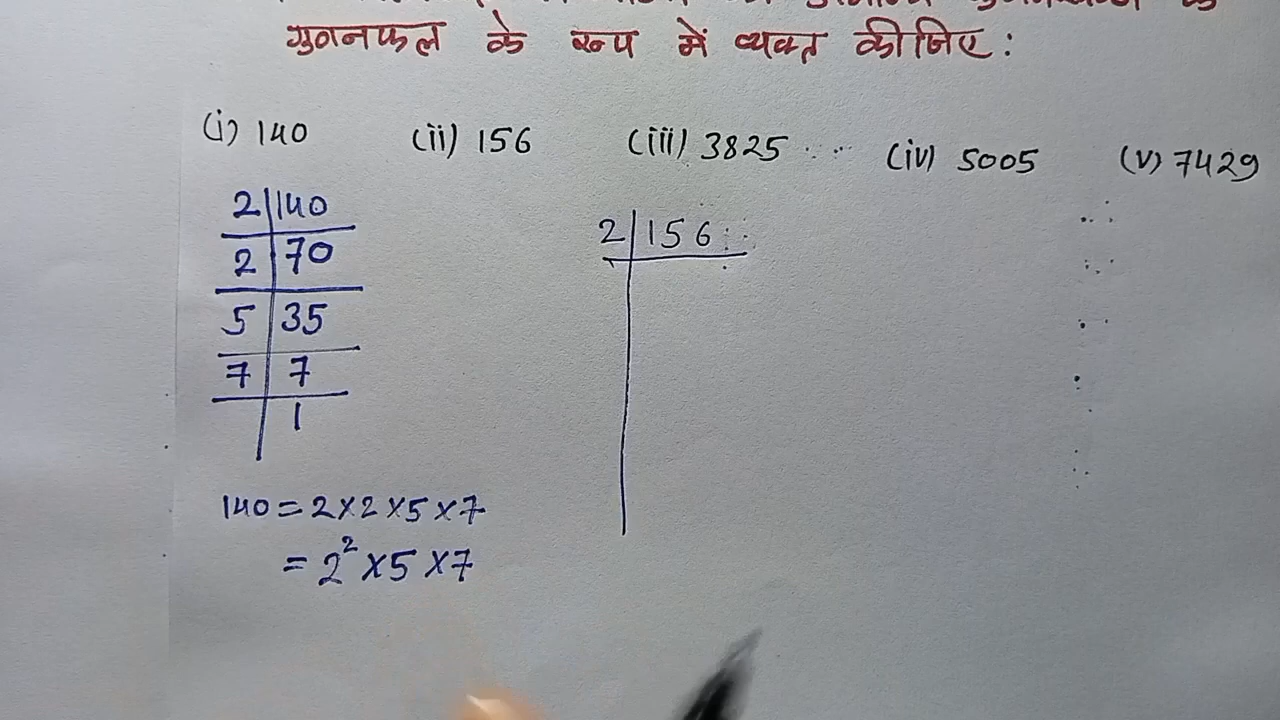 गुणनफल के रूप में व्यक्त कीजिए:
(i) 140 (ii) 156 (iii) 3825 (iv) 5005 (v) 7429
2 140
2 70
5 35
7 7
1
2 156
140 = 2×2×5×7
= 2²×5×7